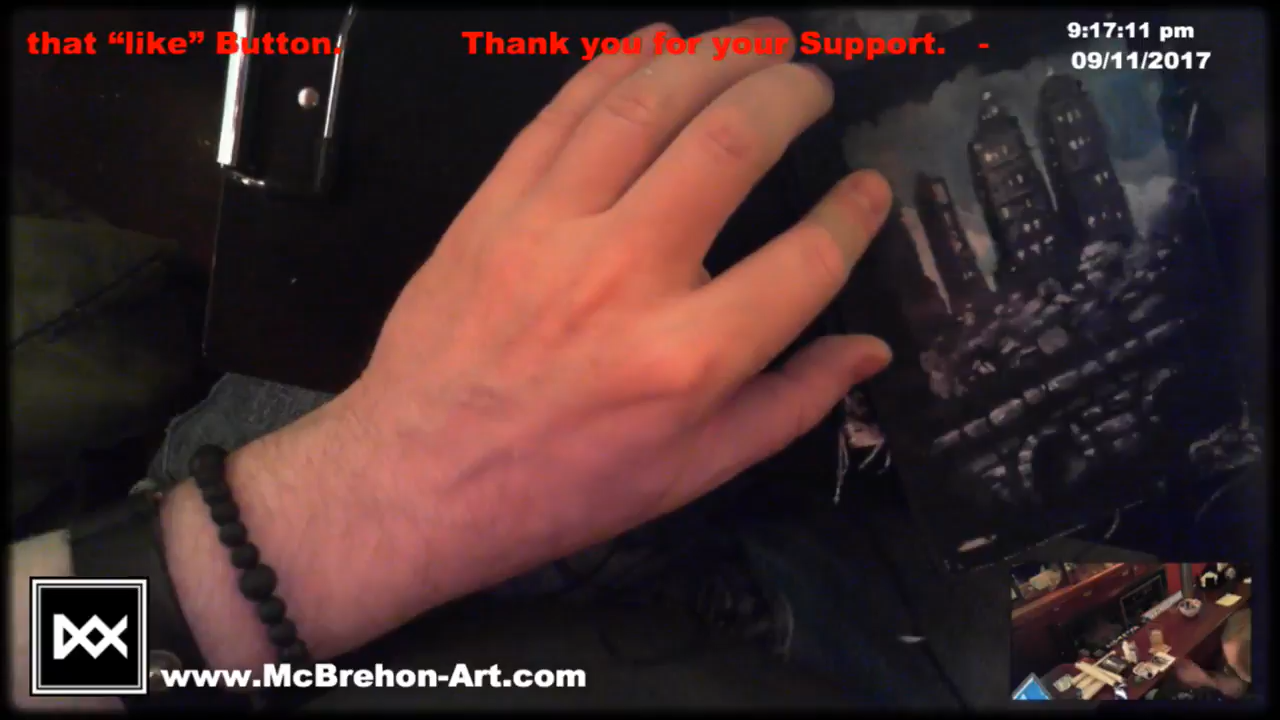 that “like” Button. Thank you for your Support. -
9:17:11 pm
09/11/2017
www.McBrehon-Art.com